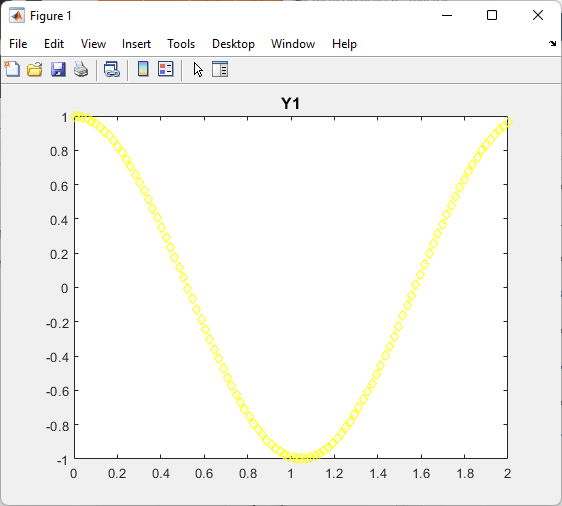 Figure 1
File Edit View Insert Tools Desktop Window Help
Y1
1
0.8
0.6
0.4
0.2
0
-0.2
-0.4
-0.6
-0.8
-1
0 0.2 0.4 0.6 0.8 1 1.2 1.4 1.6 1.8 2